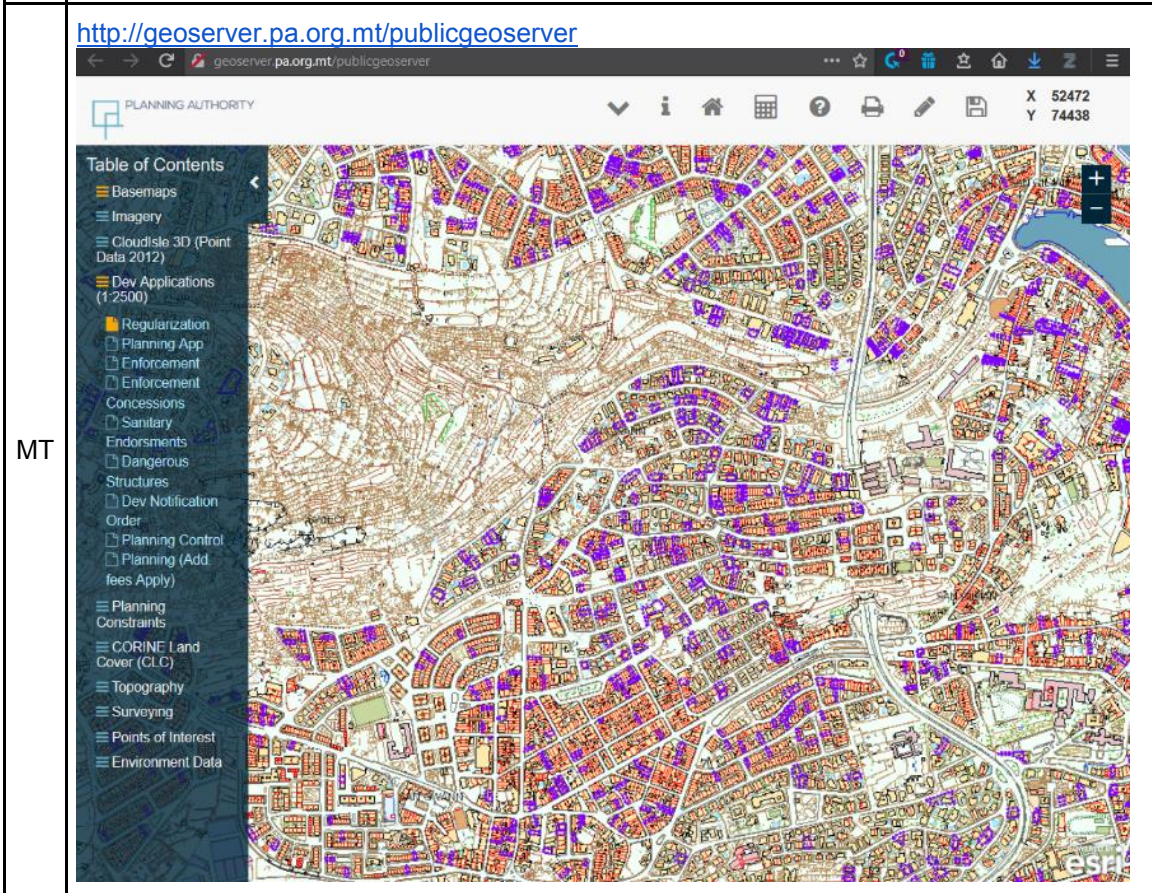 http://geoserver.pa.org.mt/publicgeoserver
geoserver.pa.org.mt/publicgeoserver
0
PLANNING AUTHORITY
X 52472
Y 74438
Table of Contents
Basemaps
Imagery
CloudIsle 3D (Point
Data 2012)
Dev Applications
(1:2500)
Regularization
Planning App
Enforcement
Enforcement
Concessions
Sanitary
Endorsments
Dangerous
Structures
Dev Notification
Order
Planning Control
Planning (Add.
fees Apply)
Planning
Constraints
CORINE Land
Cover (CLC)
Topography
Surveying
Points of Interest
Environment Data
+
−
MT
POWERED BY
esri